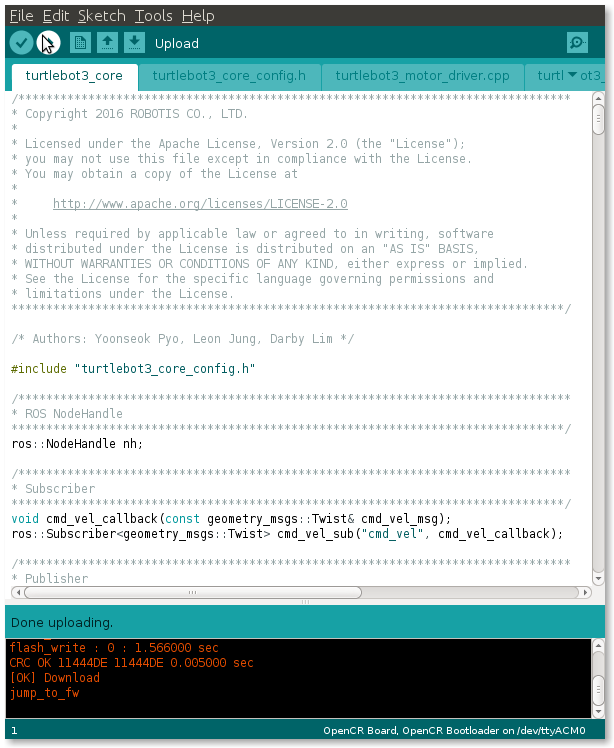 File Edit Sketch Tools Help
Upload
turtlebot3_core turtlebot3_core_config.h turtlebot3_motor_driver.cpp turtl ot3_
/*******************************************************************************
* Copyright 2016 ROBOTIS CO., LTD.
*
* Licensed under the Apache License, Version 2.0 (the "License");
* you may not use this file except in compliance with the License.
* You may obtain a copy of the License at
*
*     http://www.apache.org/licenses/LICENSE-2.0
*
* Unless required by applicable law or agreed to in writing, software
* distributed under the License is distributed on an "AS IS" BASIS,
* WITHOUT WARRANTIES OR CONDITIONS OF ANY KIND, either express or implied.
* See the License for the specific language governing permissions and
* limitations under the License.
*******************************************************************************/
/* Authors: Yoonseok Pyo, Leon Jung, Darby Lim */
#include "turtlebot3_core_config.h"
/*******************************************************************************
* ROS NodeHandle
*******************************************************************************/
ros::NodeHandle nh;
/*******************************************************************************
* Subscriber
*******************************************************************************/
void cmd_vel_callback(const geometry_msgs::Twist& cmd_vel_msg);
ros::Subscriber<geometry_msgs::Twist> cmd_vel_sub("cmd_vel", cmd_vel_callback);
/*******************************************************************************
* Publisher
Done uploading.
flash_write : 0 : 1.566000 sec
CRC OK 11444DE 11444DE 0.005000 sec
[OK] Download
jump_to_fw
1 OpenCR Board, OpenCR Bootloader on /dev/ttyACM0